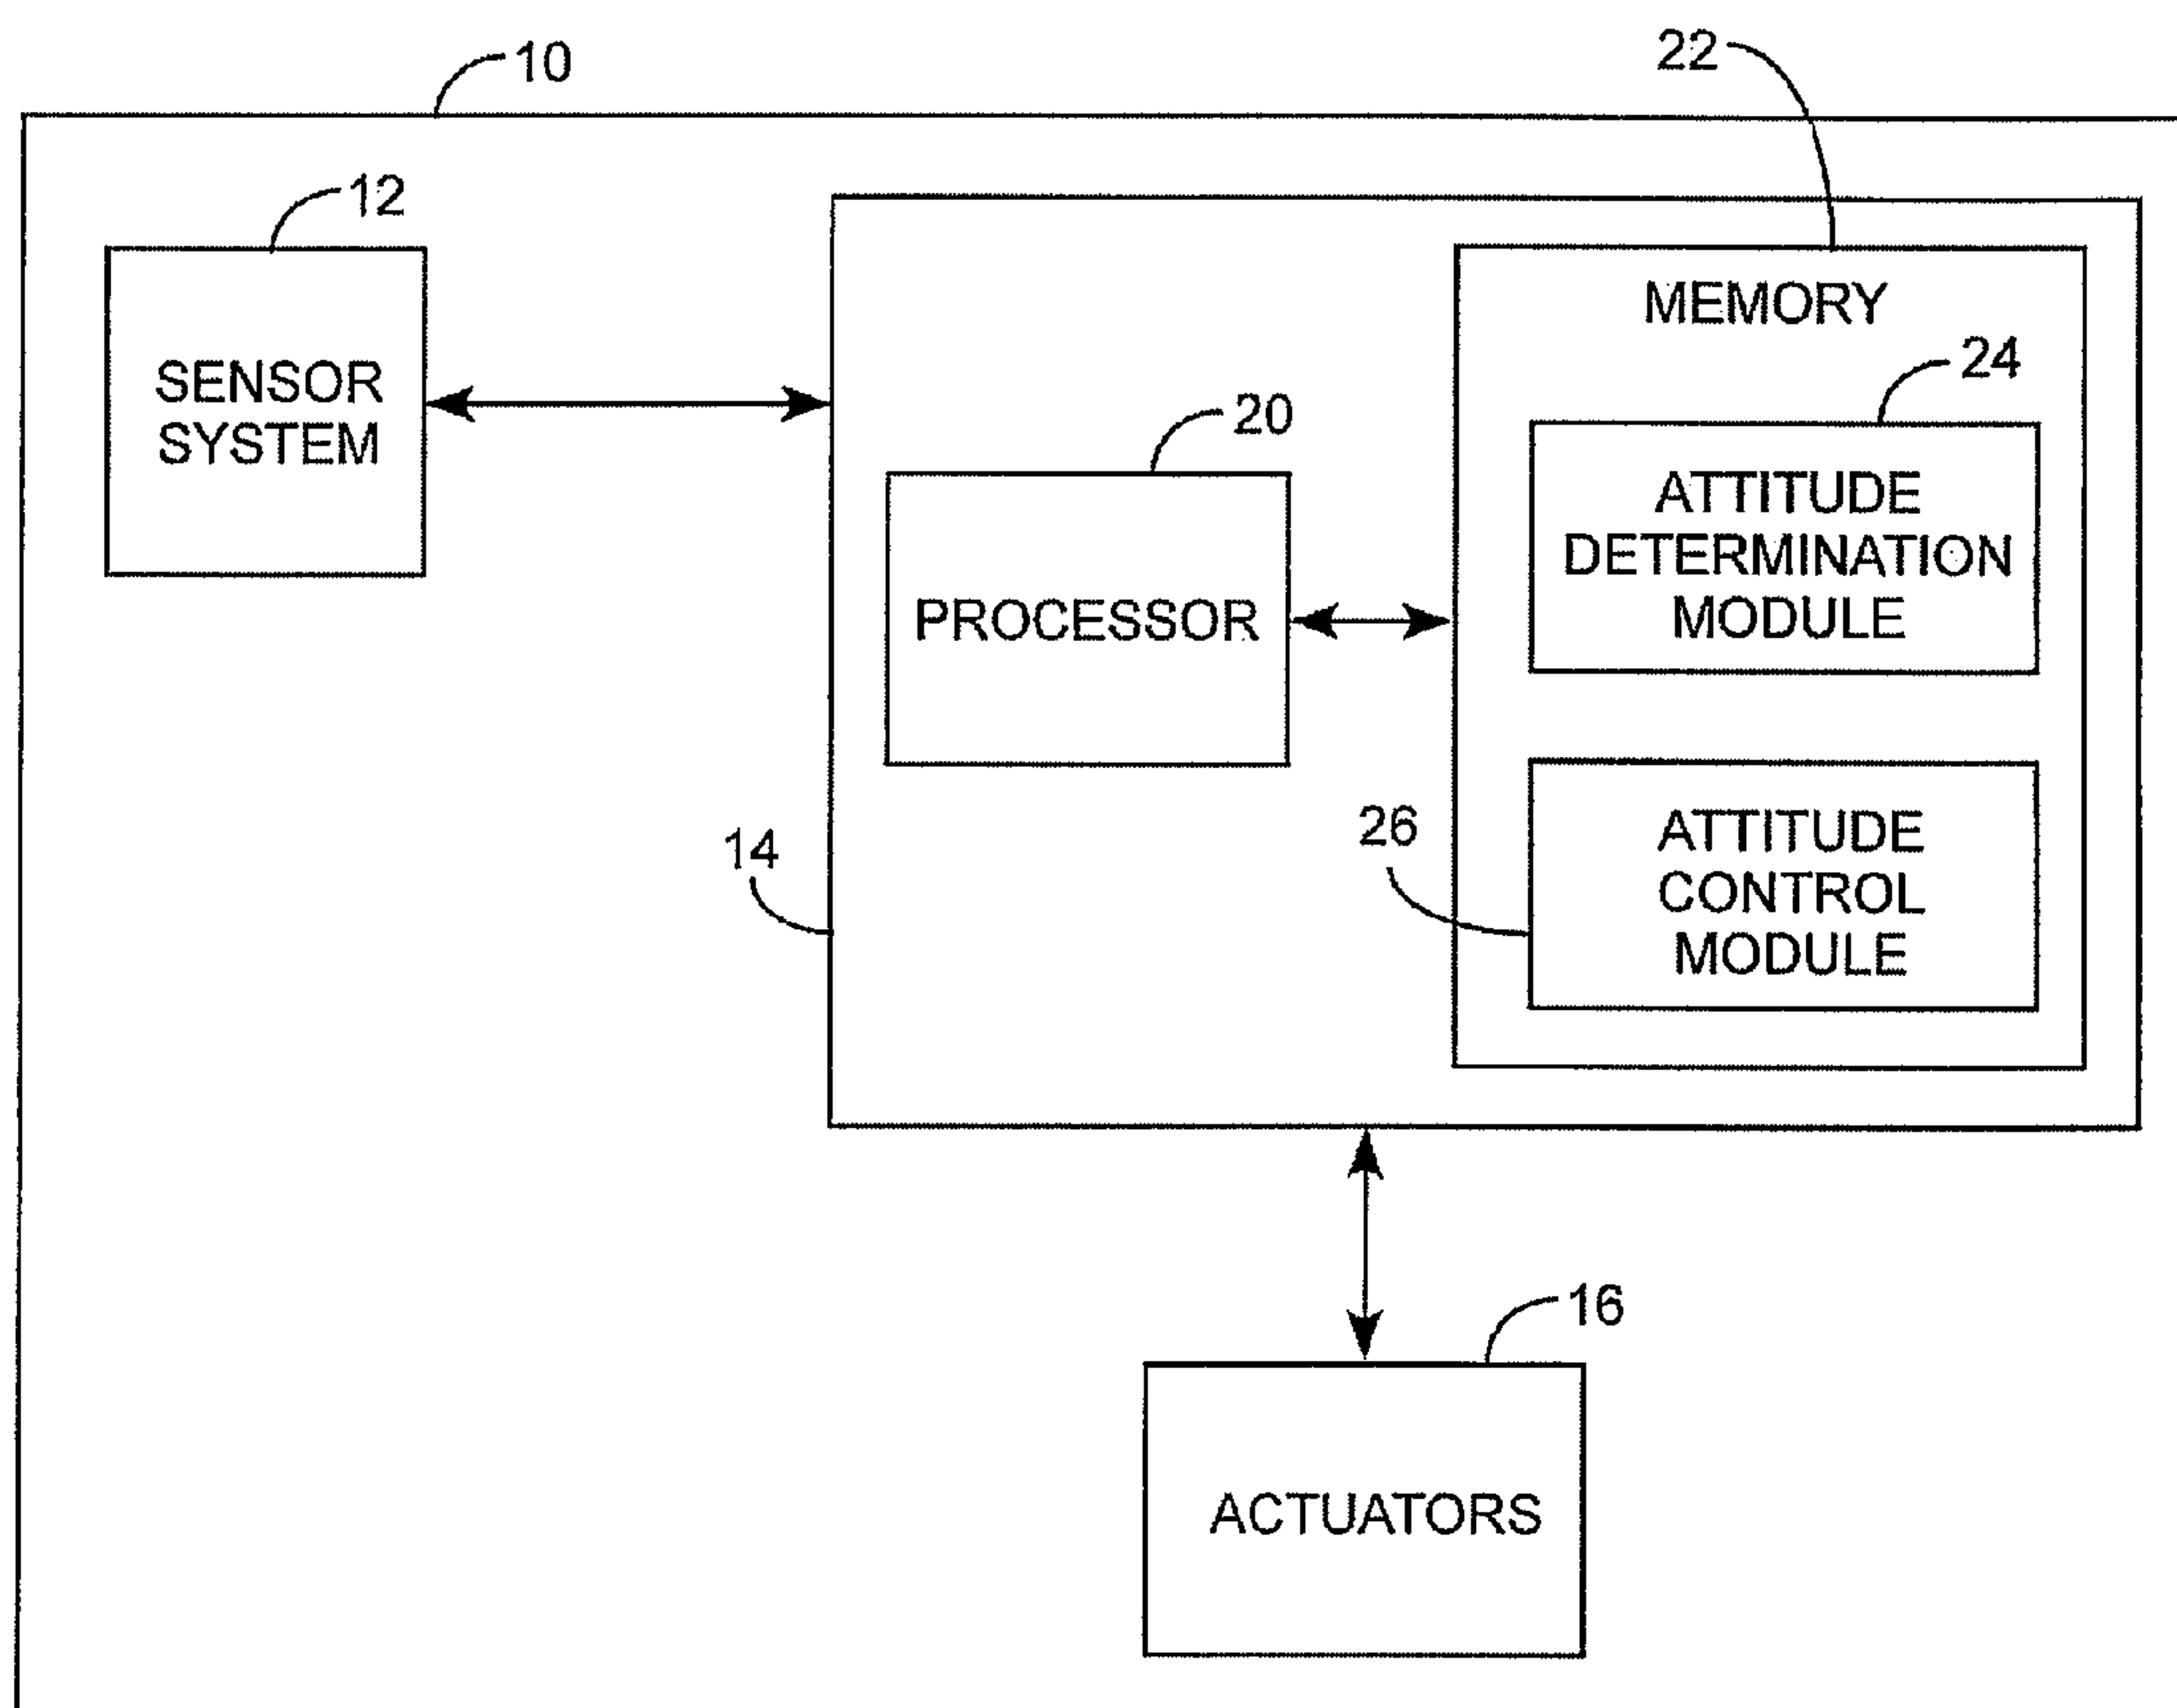 10
22
12
MEMORY
24
SENSOR
SYSTEM
20
ATTITUDE
DETERMINATION
MODULE
PROCESSOR
14
26
ATTITUDE
CONTROL
MODULE
16
ACTUATORS